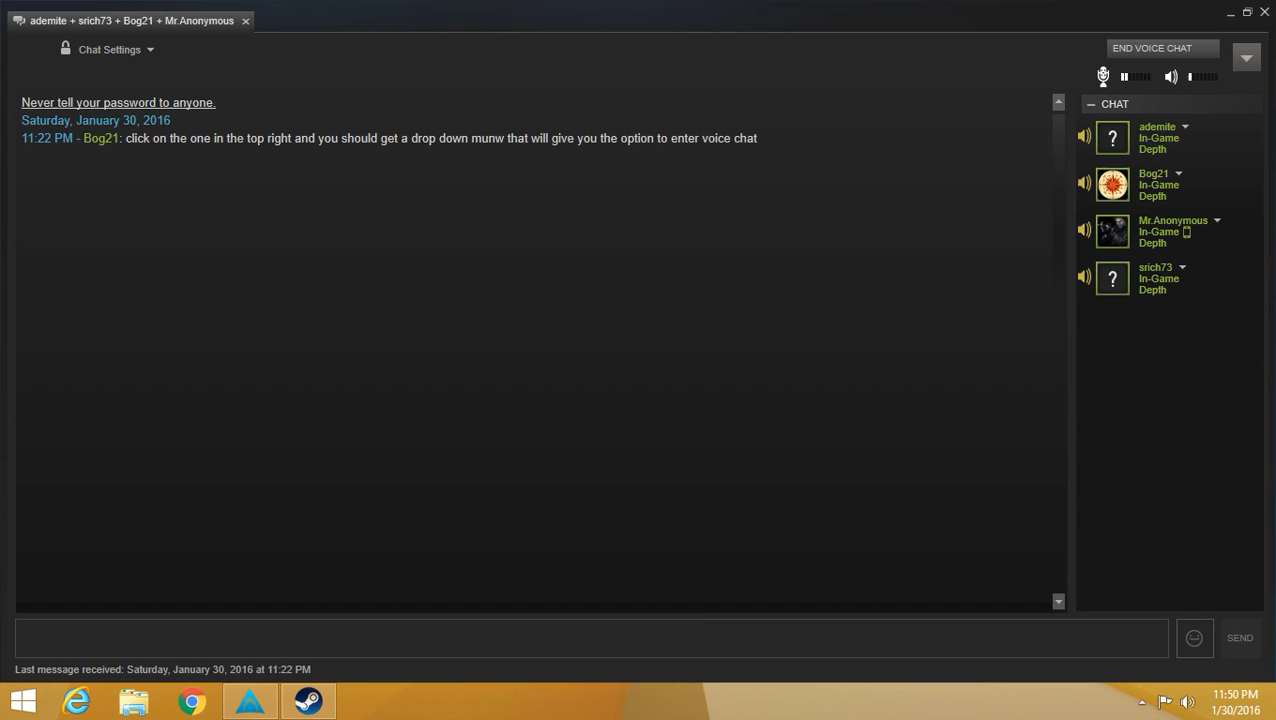 ademite + srich73 + Bog21 + Mr.Anonymous
Chat Settings
END VOICE CHAT
Never tell your password to anyone.
Saturday, January 30, 2016
11:22 PM - Bog21: click on the one in the top right and you should get a drop down munw that will give you the option to enter voice chat
CHAT
ademite
In-Game
Depth
Bog21
In-Game
Depth
Mr.Anonymous
In-Game
Depth
srich73
In-Game
Depth
SEND
Last message received: Saturday, January 30, 2016 at 11:22 PM
11:50 PM
1/30/2016